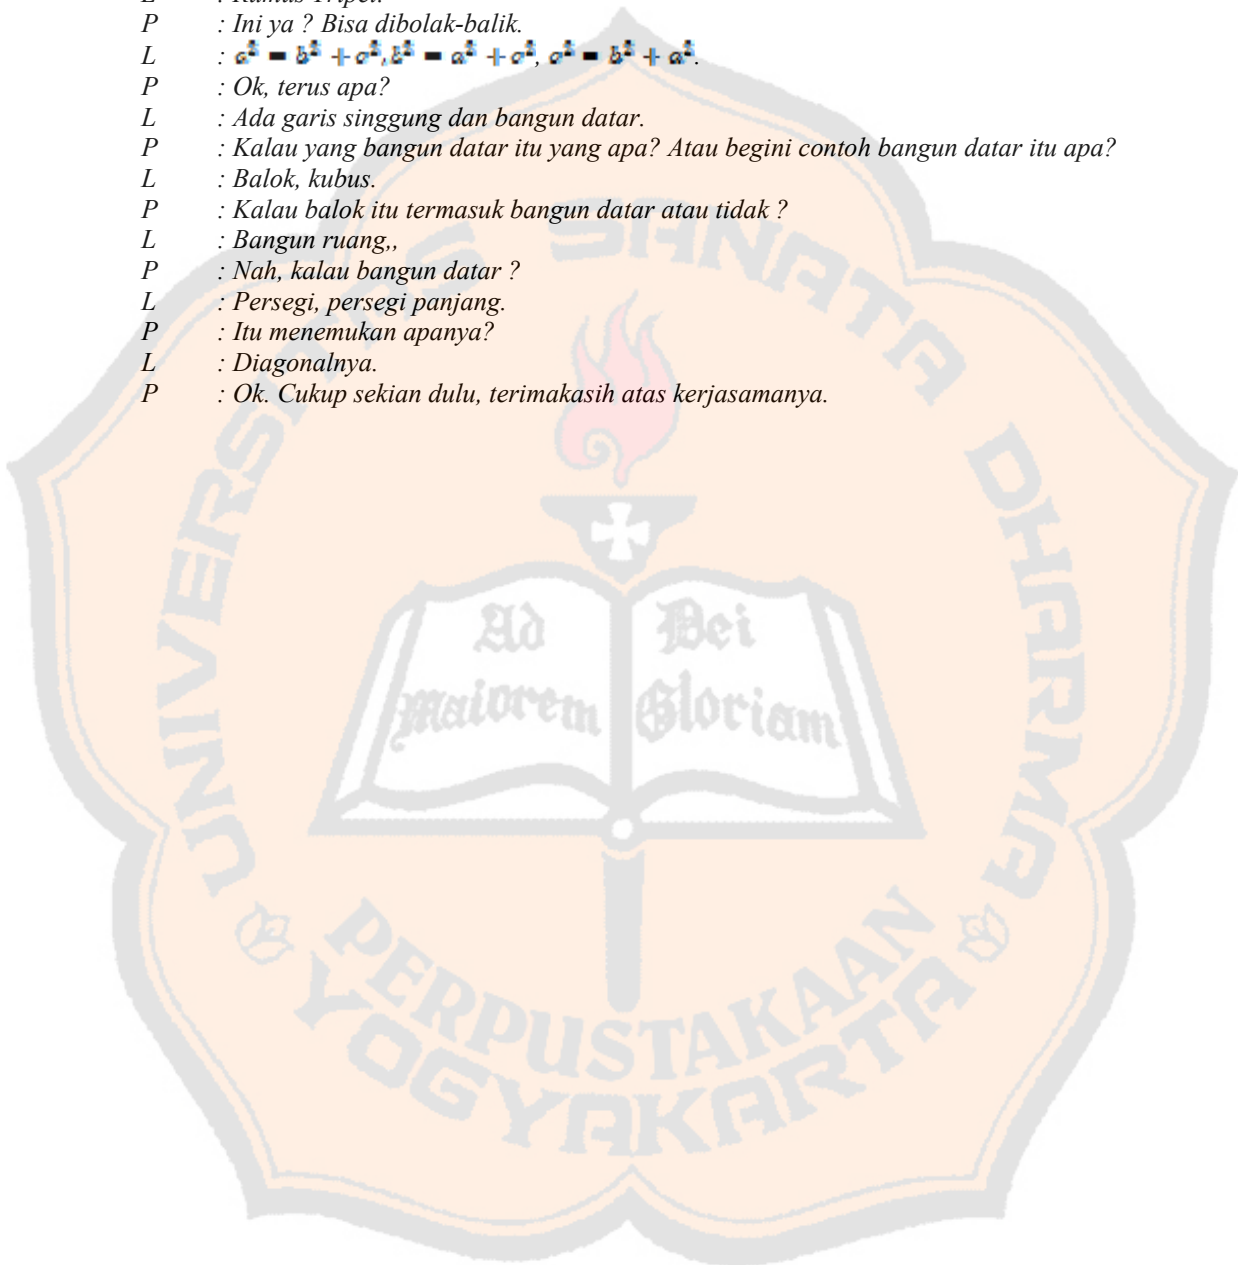 L : Rumus Tripel.
P : Ini ya ? Bisa dibolak-balik.
L : a² = b² + c², b² = a² + c², c² = b² + a².
P : Ok, terus apa?
L : Ada garis singgung dan bangun datar.
P : Kalau yang bangun datar itu yang apa? Atau begini contoh bangun datar itu apa?
L : Balok, kubus.
P : Kalau balok itu termasuk bangun datar atau tidak ?
L : Bangun ruang,,
P : Nah, kalau bangun datar ?
L : Persegi, persegi panjang.
P : Itu menemukan apanya?
L : Diagonalnya.
P : Ok. Cukup sekian dulu, terimakasih atas kerjasamanya.
UNIVERSITAS SANATA DHARMA
Ad Dei
Maiorem Gloriam
PERPUSTAKAAN
YOGYAKARTA